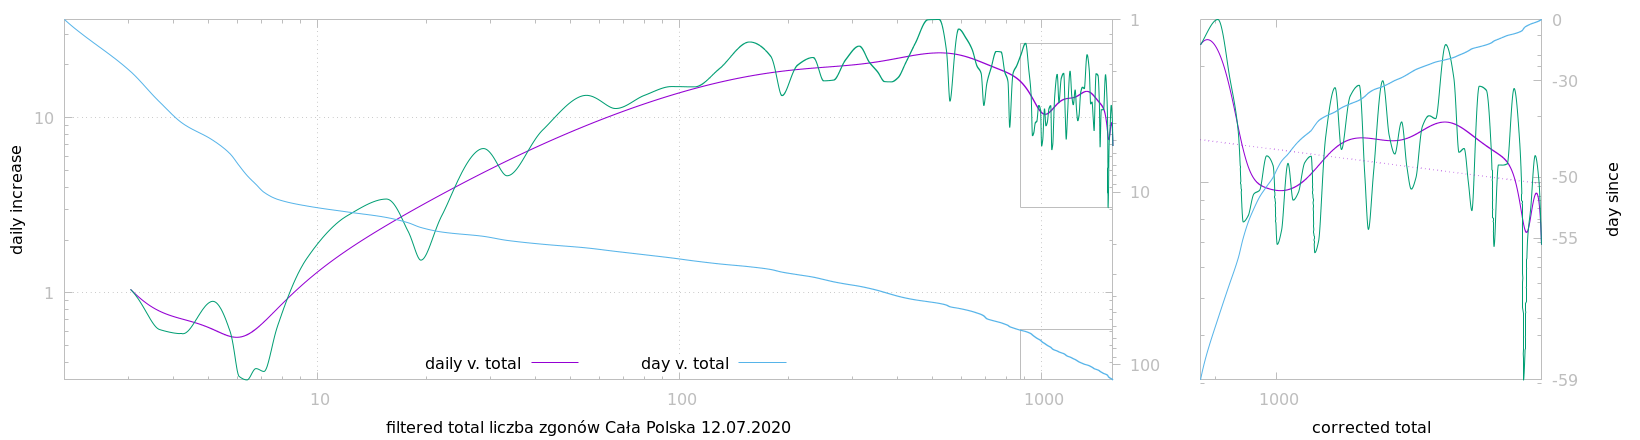 daily increase
10
1
daily v. total
day v. total
10
100
1000
1
10
100
filtered total liczba zgonów Cała Polska 12.07.2020
1000
0
-30
-50
-55
-59
day since
corrected total